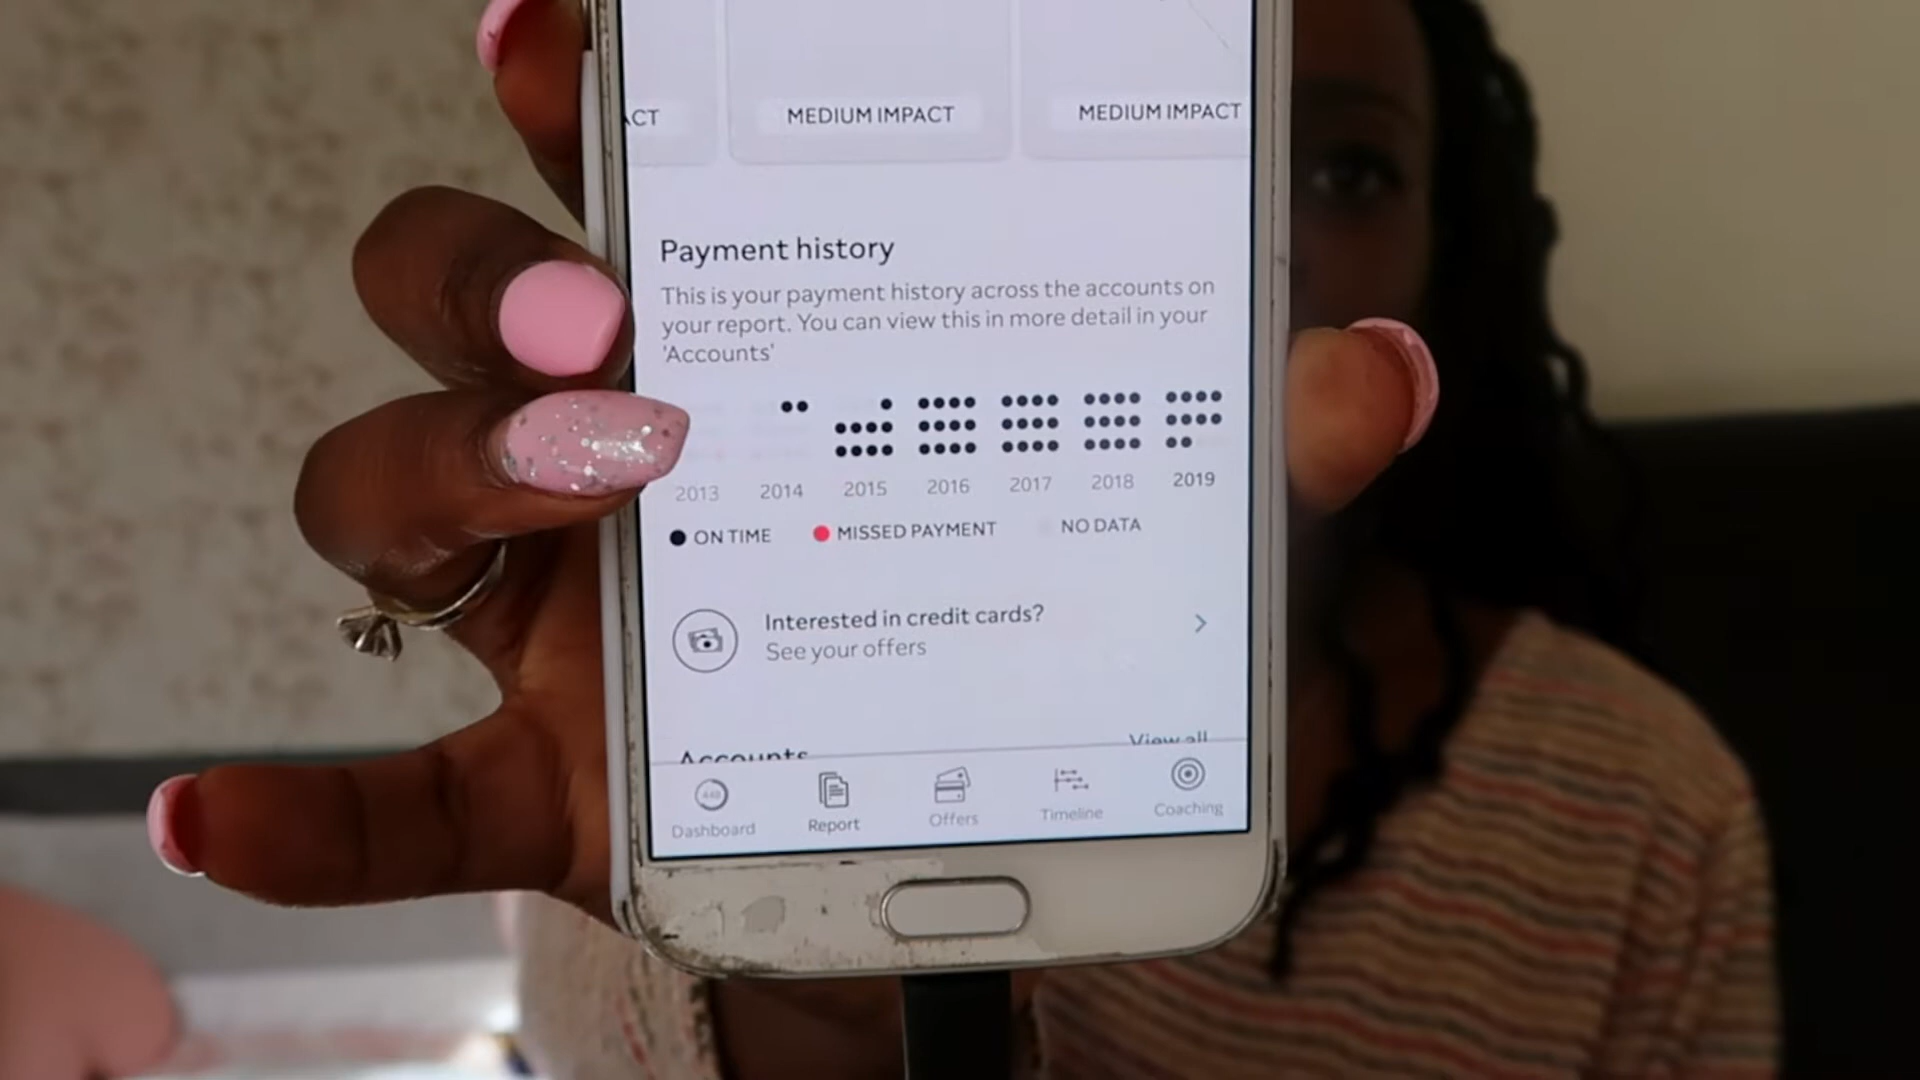 ACT
MEDIUM IMPACT
MEDIUM IMPACT
Payment history
This is your payment history across the accounts on
your report. You can view this in more detail in your
'Accounts'
2013 2014 2015 2016 2017 2018 2019
ON TIME MISSED PAYMENT NO DATA
Interested in credit cards?
See your offers
Accounts View all
Dashboard Report Offers Timeline Coaching